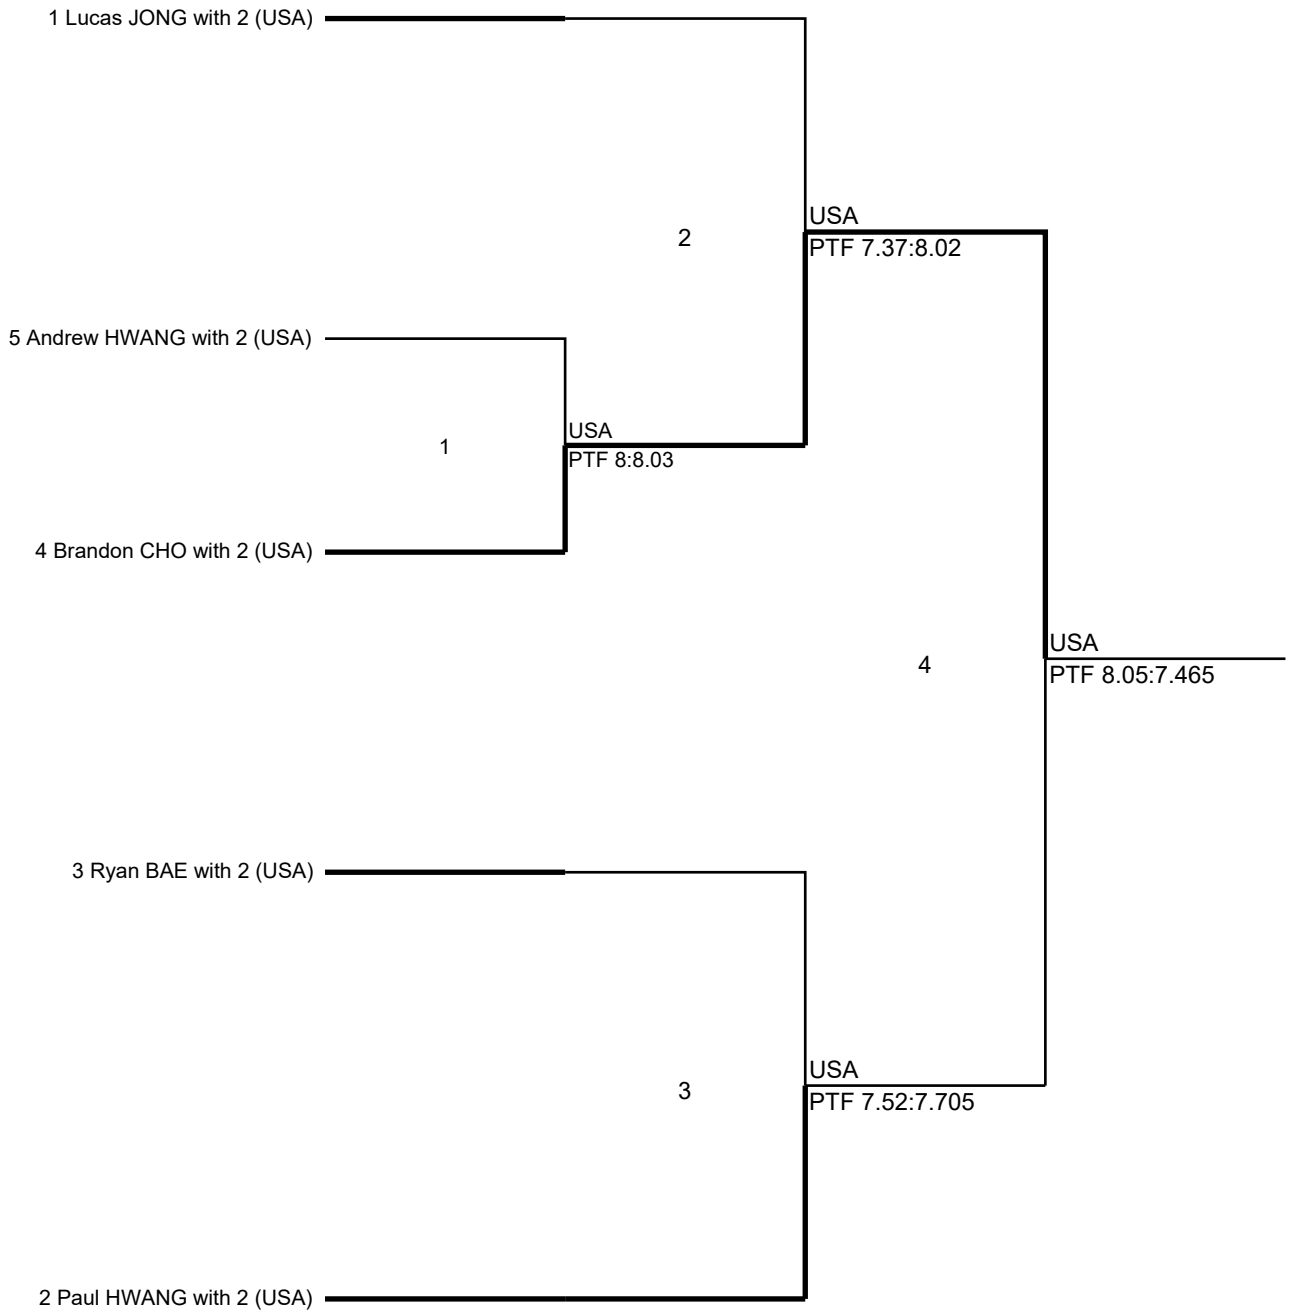 1 Lucas JONG with 2 (USA)
USA
2
PTF 7.37:8.02
5 Andrew HWANG with 2 (USA)
USA
1
PTF 8:8.03
4 Brandon CHO with 2 (USA)
USA
4
PTF 8.05:7.465
3 Ryan BAE with 2 (USA)
USA
3
PTF 7.52:7.705
2 Paul HWANG with 2 (USA)